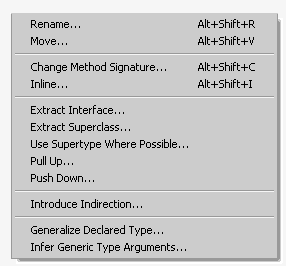 Rename... Alt+Shift+R
Move... Alt+Shift+V
Change Method Signature... Alt+Shift+C
Inline... Alt+Shift+I
Extract Interface...
Extract Superclass...
Use Supertype Where Possible...
Pull Up...
Push Down...
Introduce Indirection...
Generalize Declared Type...
Infer Generic Type Arguments...